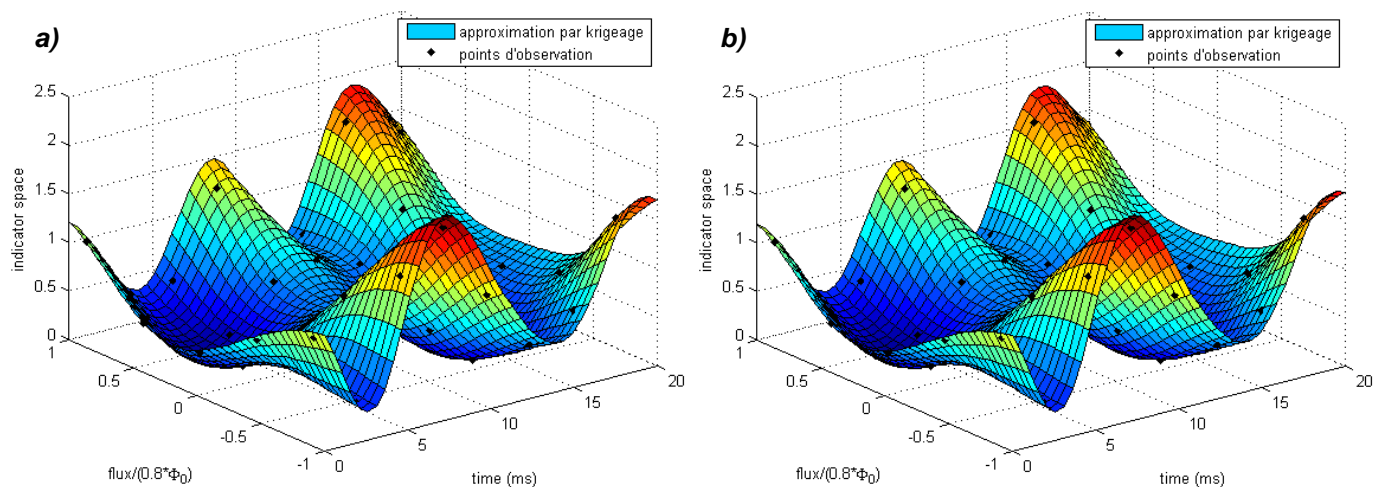 a)
approximation par krigeage
points d'observation
2.5
2
1.5
1
0.5
0
indicator space
1
0.5
0
-0.5
-1
flux/(0.8*Φ0)
0
5
10
15
20
time (ms)
b)
approximation par krigeage
points d'observation
2.5
2
1.5
1
0.5
0
indicator space
1
0.5
0
-0.5
-1
flux/(0.8*Φ0)
0
5
10
15
20
time (ms)